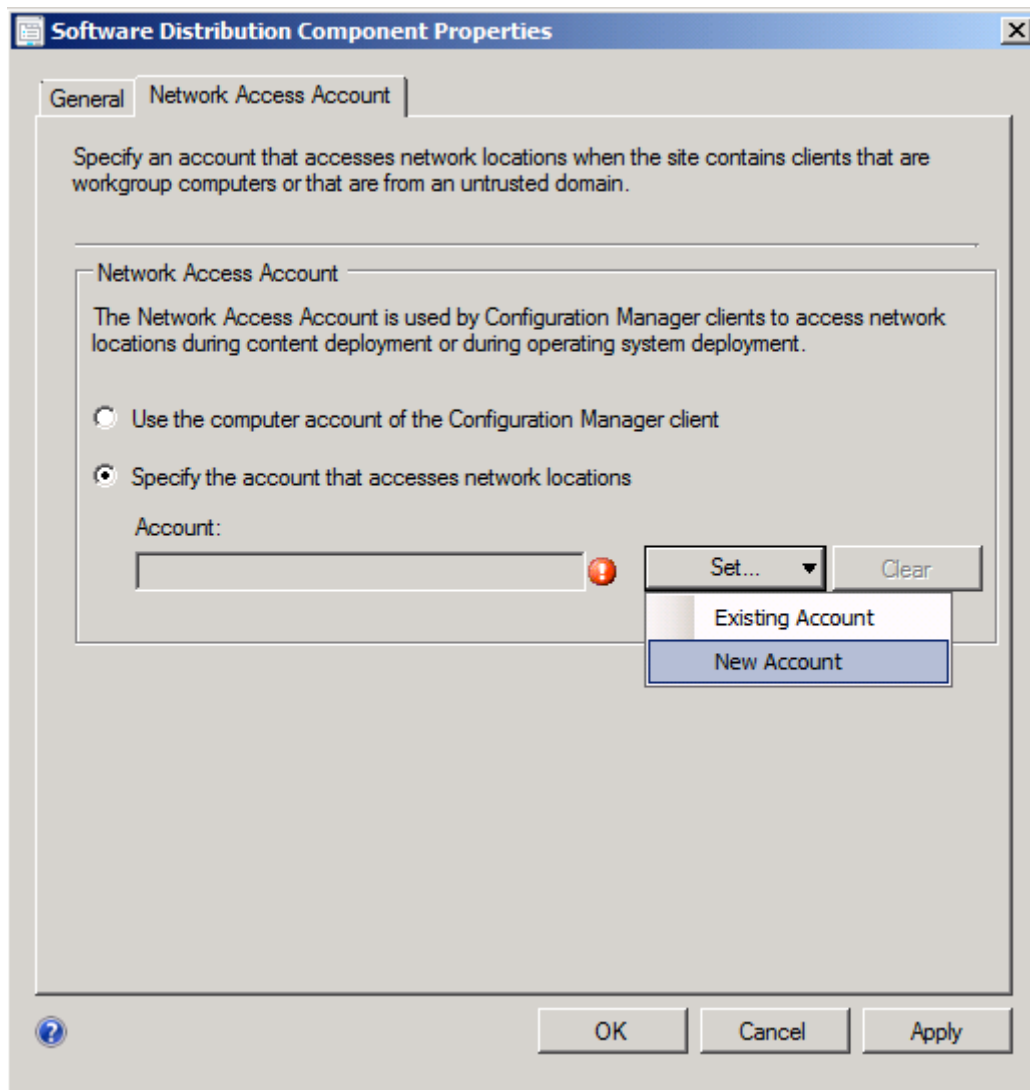 Software Distribution Component Properties
General
Network Access Account
Specify an account that accesses network locations when the site contains clients that are
workgroup computers or that are from an untrusted domain.
Network Access Account
The Network Access Account is used by Configuration Manager clients to access network
locations during content deployment or during operating system deployment.
Use the computer account of the Configuration Manager client
Specify the account that accesses network locations
Account:
Set...
Clear
Existing Account
New Account
OK
Cancel
Apply